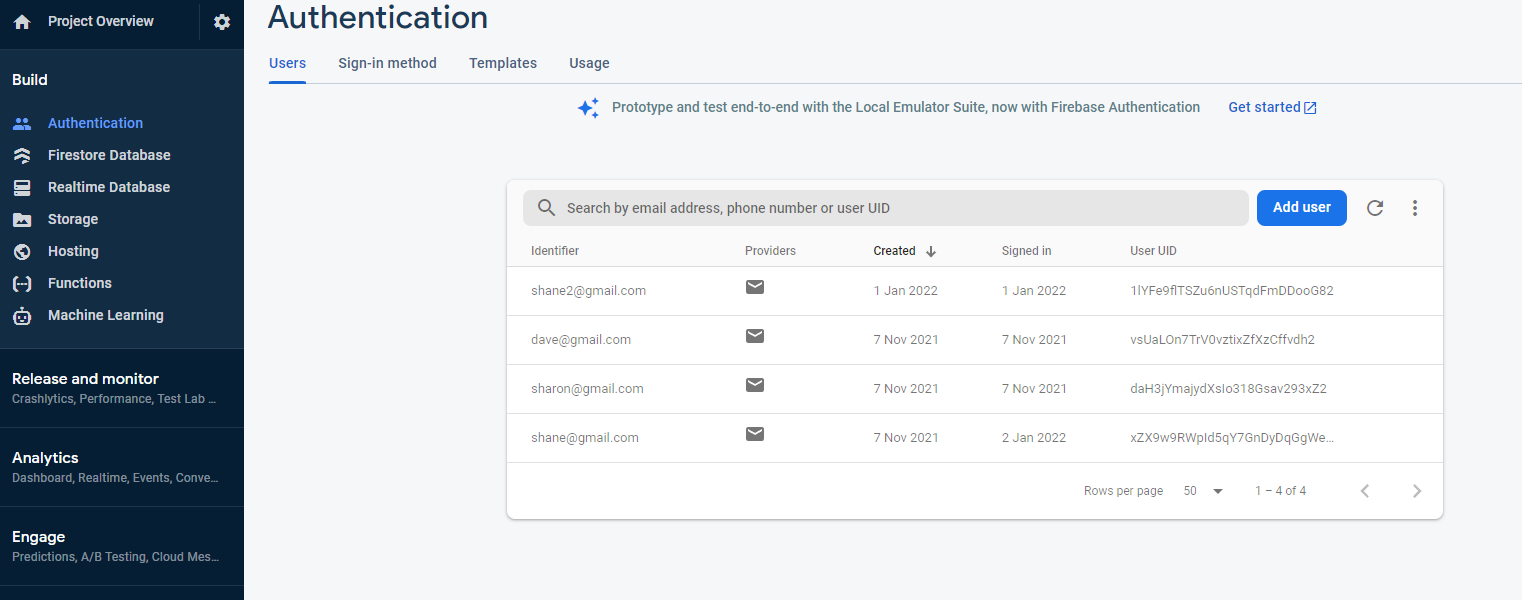 Project Overview
Build
Authentication
Firestore Database
Realtime Database
Storage
Hosting
Functions
Machine Learning
Release and monitor
Crashlytics, Performance, Test Lab ...
Analytics
Dashboard, Realtime, Events, Conve...
Engage
Predictions, A/B Testing, Cloud Mes...
Authentication
Users Sign-in method Templates Usage
Prototype and test end-to-end with the Local Emulator Suite, now with Firebase Authentication Get started
Search by email address, phone number or user UID Add user
Identifier Providers Created Signed in User UID
shane2@gmail.com 1 Jan 2022 1 Jan 2022 1lYFe9flTSZu6nUSTqdFmDDooG82
dave@gmail.com 7 Nov 2021 7 Nov 2021 vsUaLOn7TrV0vztixZfXzCffvdh2
sharon@gmail.com 7 Nov 2021 7 Nov 2021 daH3jYmajydXsIo318Gsav293xZ2
shane@gmail.com 7 Nov 2021 2 Jan 2022 xZX9w9RWpId5qY7GnDyDqGgWe...
Rows per page 50 1 – 4 of 4